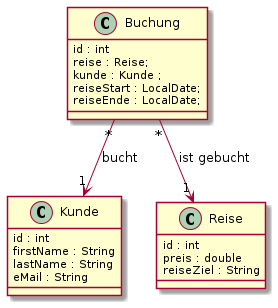 C Buchung
id : int
reise : Reise;
kunde : Kunde ;
reiseStart : LocalDate;
reiseEnde : LocalDate;
* *
bucht ist gebucht
1 1
C Kunde
id : int
firstName : String
lastName : String
eMail : String
C Reise
id : int
preis : double
reiseZiel : String